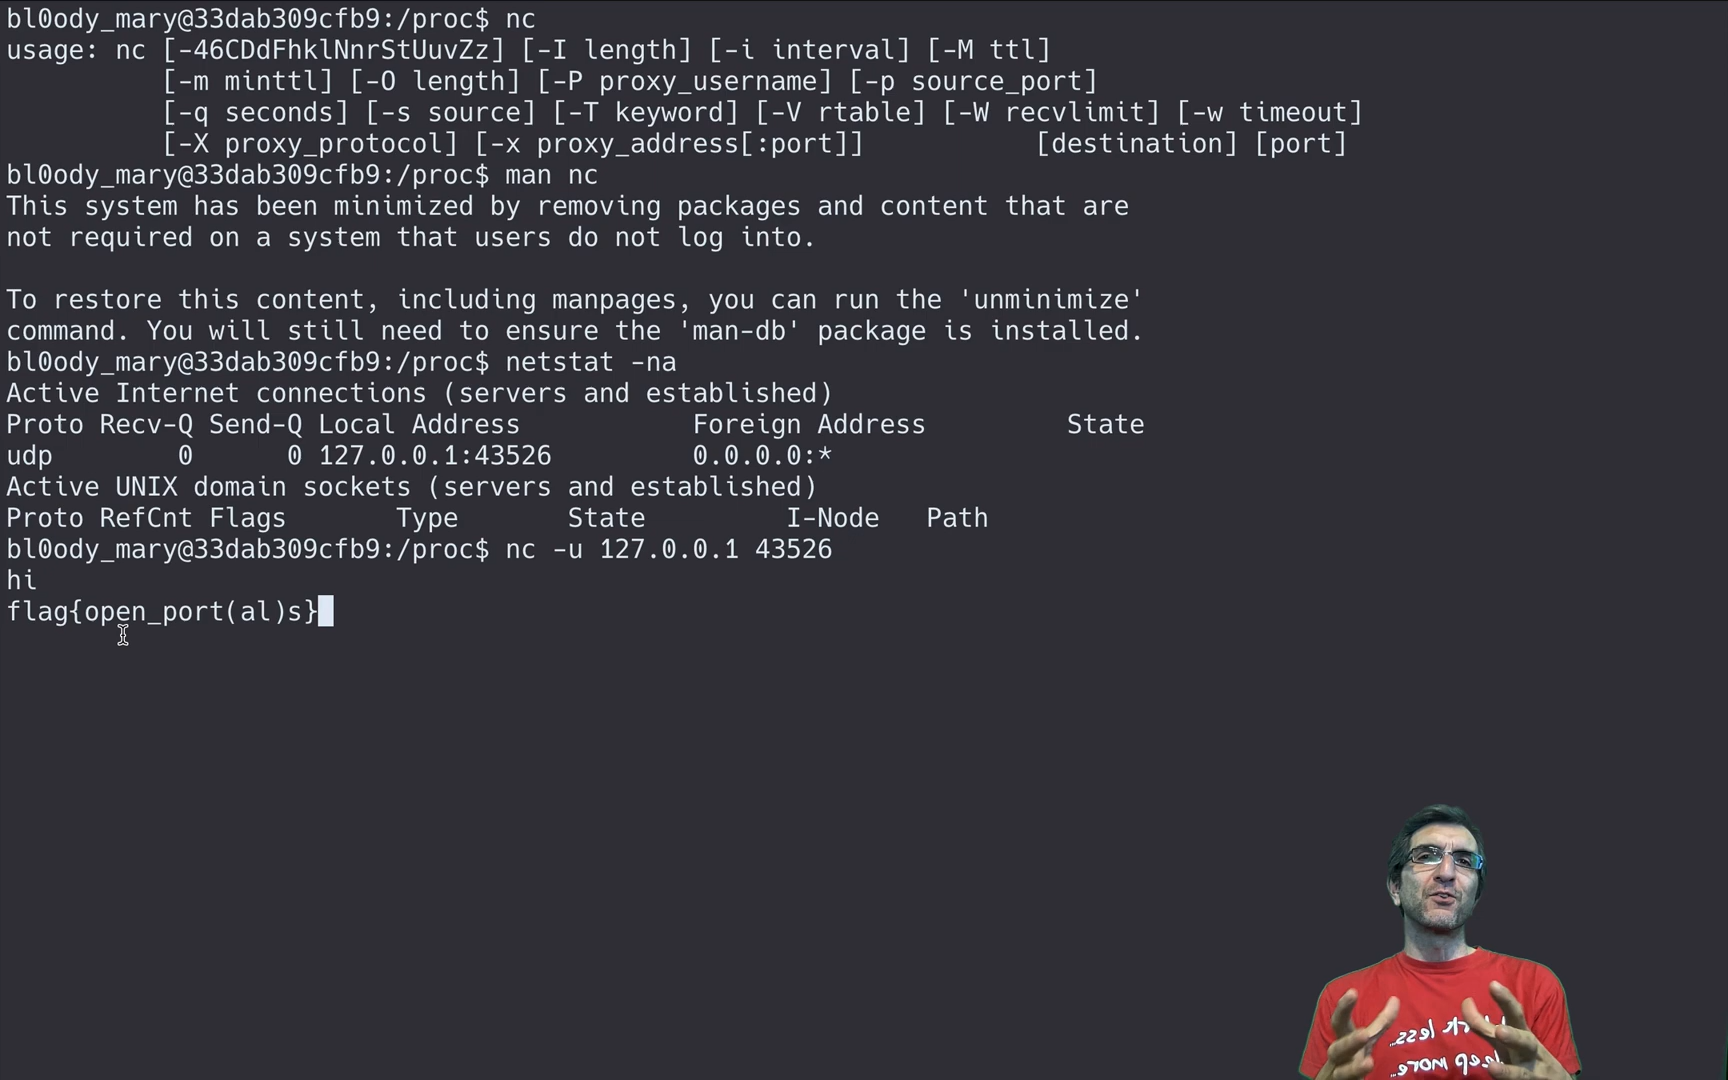 bl0ody_mary@33dab309cfb9:/proc$ nc
usage: nc [-46CDdFhklNnrStUuvZz] [-I length] [-i interval] [-M ttl]
[-m minttl] [-O length] [-P proxy_username] [-p source_port]
[-q seconds] [-s source] [-T keyword] [-V rtable] [-W recvlimit] [-w timeout]
[-X proxy_protocol] [-x proxy_address[:port]] [destination] [port]
bl0ody_mary@33dab309cfb9:/proc$ man nc
This system has been minimized by removing packages and content that are
not required on a system that users do not log into.
To restore this content, including manpages, you can run the 'unminimize'
command. You will still need to ensure the 'man-db' package is installed.
bl0ody_mary@33dab309cfb9:/proc$ netstat -na
Active Internet connections (servers and established)
Proto Recv-Q Send-Q Local Address Foreign Address State
udp 0 0 127.0.0.1:43526 0.0.0.0:*
Active UNIX domain sockets (servers and established)
Proto RefCnt Flags Type State I-Node Path
bl0ody_mary@33dab309cfb9:/proc$ nc -u 127.0.0.1 43526
hi
flag{open_port(al)s}
less...
more...